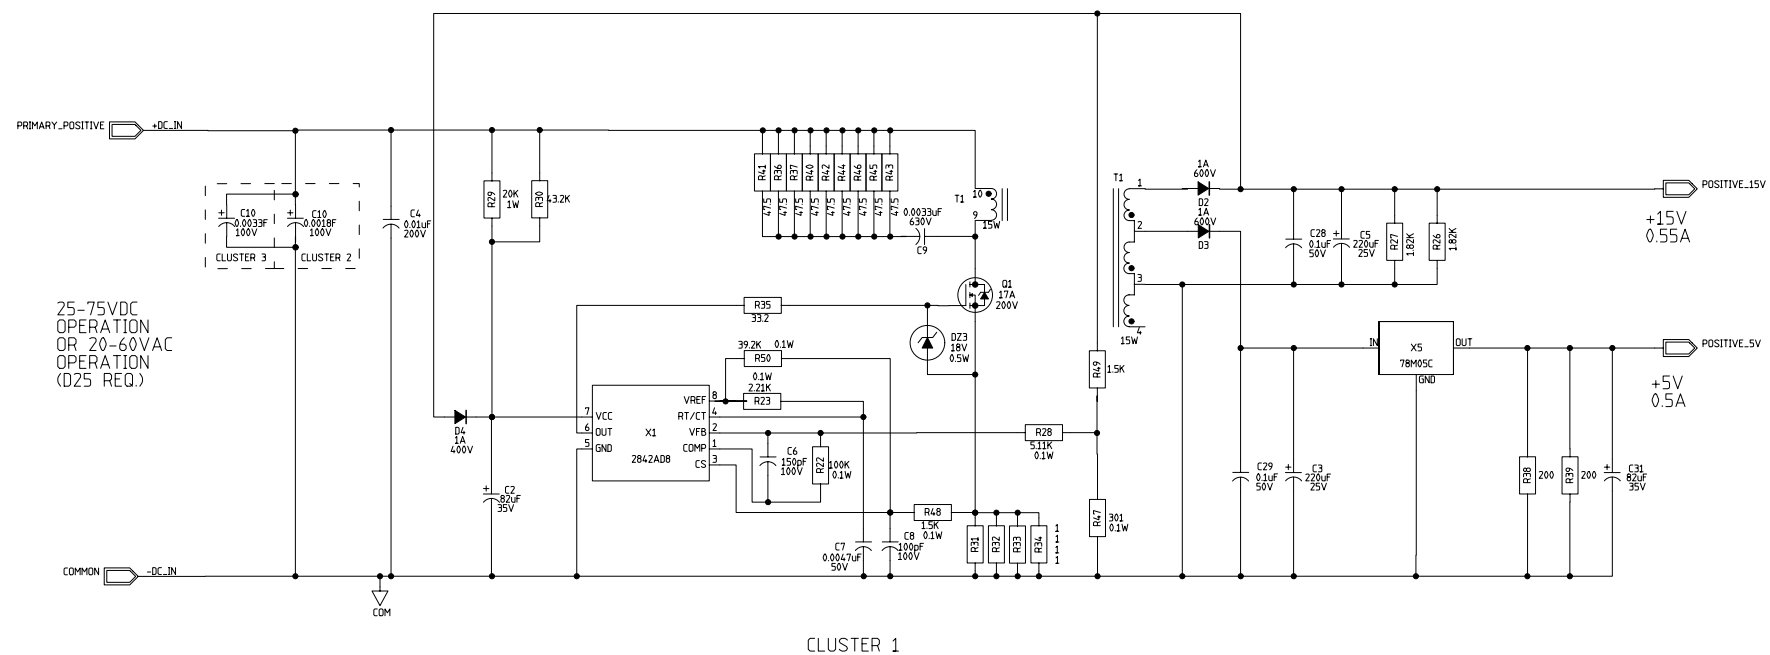 PRIMARY_POSITIVE
+DC_IN
C10
0.0033F
100V
CLUSTER 3
C10
0.0018F
100V
CLUSTER 2
C4
0.01uF
200V
R29
20K
1W
R30
43.2K
25-75VDC
OPERATION
OR 20-60VAC
OPERATION
(D25 REQ.)
D4
1A
400V
C2
82uF
35V
COMMON
-DC_IN
COM
R41
R36
R37
R40
R42
R44
R46
R45
R43
47.5
47.5
47.5
47.5
47.5
47.5
47.5
47.5
47.5
0.0033uF
630V
C9
T1
10
9
15W
Q1
17A
200V
R35
33.2
DZ3
18V
0.5W
39.2K 0.1W
R50
0.1W
2.21K
R23
7 VCC
6 OUT
5 GND
X1
2842AD8
VREF 8
RT/CT 4
VFB 2
COMP 1
CS 3
C6
150pF
100V
R22
100K
0.1W
R28
5.11K
0.1W
R48
1.5K
0.1W
C7
0.0047uF
50V
C8
100pF
100V
R31
R32
R33
R34
1
1
1
1
R49
1.5K
R47
301
0.1W
T1
1
2
3
4
15W
1A
600V
D2
1A
600V
D3
C28
0.1uF
50V
C5
220uF
25V
R27
1.82K
R26
1.82K
POSITIVE_15V
+15V
0.55A
IN
X5
78M05C
OUT
GND
POSITIVE_5V
+5V
0.5A
C29
0.1uF
50V
C3
220uF
25V
R38
200
R39
200
C31
82uF
35V
CLUSTER 1